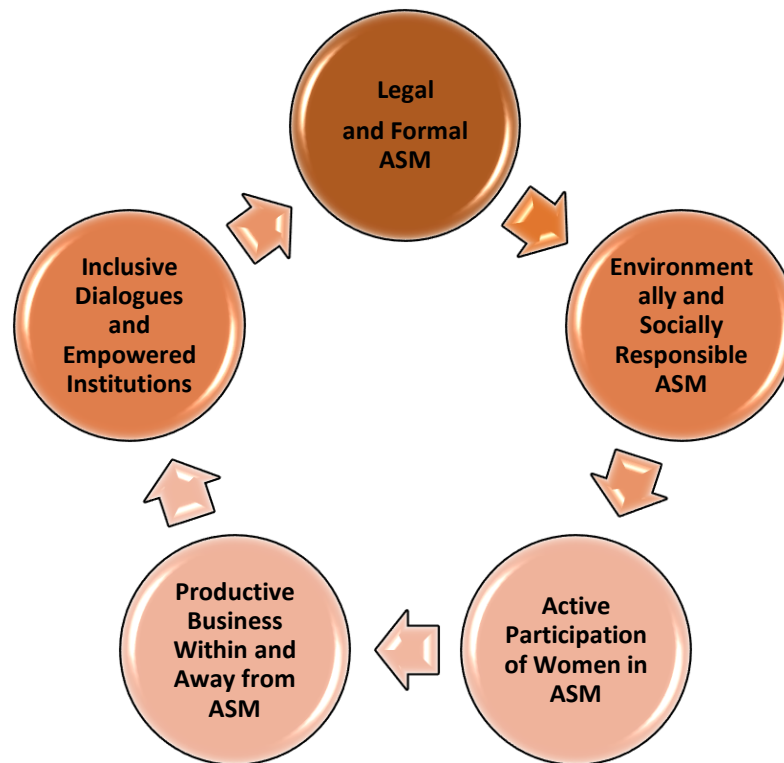 Legal
and Formal
ASM
Environment
ally and
Socially
Responsible
ASM
Active
Participation
of Women in
ASM
Productive
Business
Within and
Away from
ASM
Inclusive
Dialogues
and
Empowered
Institutions